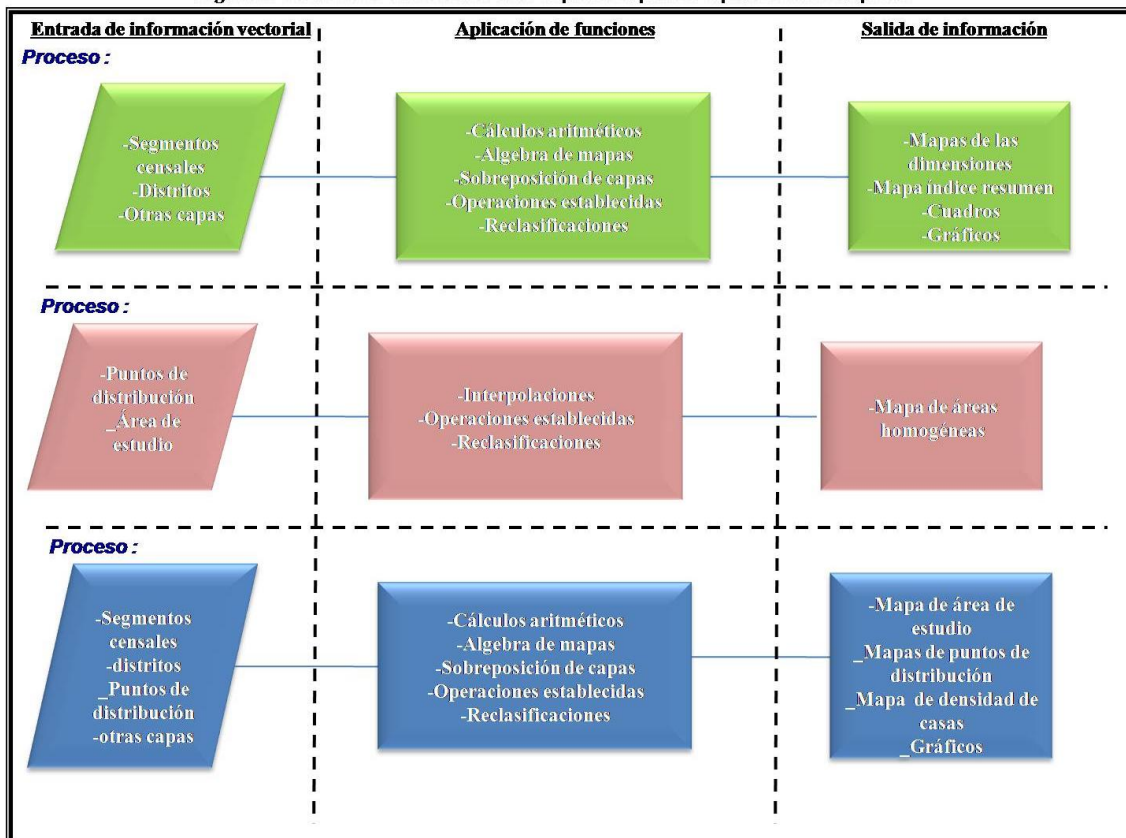 Entrada de información vectorial
Aplicación de funciones
Salida de información
Proceso :
-Segmentos
censales
-Distritos
-Otras capas
-Cálculos aritméticos
-Algebra de mapas
-Sobreposición de capas
-Operaciones establecidas
-Reclasificaciones
-Mapas de las
dimensiones
-Mapa índice resumen
-Cuadros
-Gráficos
Proceso :
-Puntos de
distribución
_Área de
estudio
-Interpolaciones
-Operaciones establecidas
-Reclasificaciones
-Mapa de áreas
homogéneas
Proceso :
-Segmentos
censales
-distritos
_Puntos de
distribución
-otras capas
-Cálculos aritméticos
-Algebra de mapas
-Sobreposición de capas
-Operaciones establecidas
-Reclasificaciones
-Mapa de área de
estudio
_Mapas de puntos de
distribución
_Mapa de densidad de
casas
_Gráficos